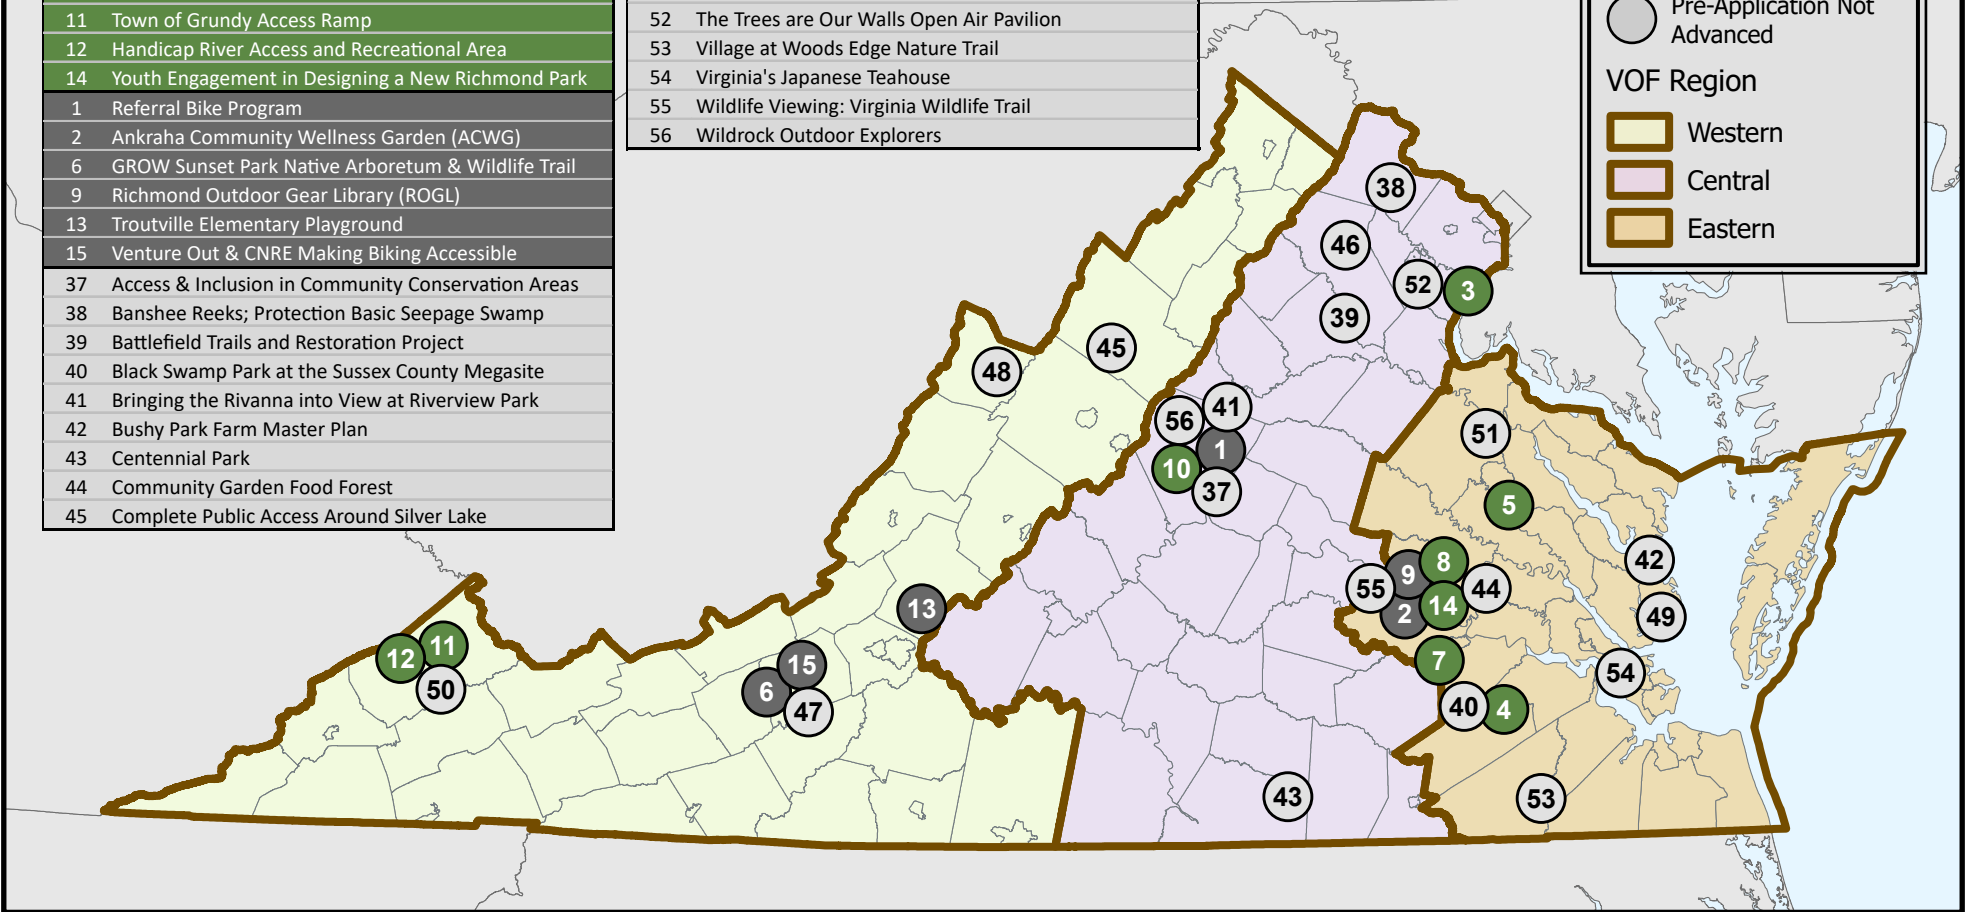 11 Town of Grundy Access Ramp
12 Handicap River Access and Recreational Area
14 Youth Engagement in Designing a New Richmond Park
1 Referral Bike Program
2 Ankraha Community Wellness Garden (ACWG)
6 GROW Sunset Park Native Arboretum & Wildlife Trail
9 Richmond Outdoor Gear Library (ROGL)
13 Troutville Elementary Playground
15 Venture Out & CNRE Making Biking Accessible
37 Access & Inclusion in Community Conservation Areas
38 Banshee Reeks; Protection Basic Seepage Swamp
39 Battlefield Trails and Restoration Project
40 Black Swamp Park at the Sussex County Megasite
41 Bringing the Rivanna into View at Riverview Park
42 Bushy Park Farm Master Plan
43 Centennial Park
44 Community Garden Food Forest
45 Complete Public Access Around Silver Lake
52 The Trees are Our Walls Open Air Pavilion
53 Village at Woods Edge Nature Trail
54 Virginia's Japanese Teahouse
55 Wildlife Viewing: Virginia Wildlife Trail
56 Wildrock Outdoor Explorers
Pre-Application Not
Advanced
VOF Region
Western
Central
Eastern
38
46
52
3
39
45
48
41
56
1
10
37
51
5
42
8
9
55
44
14
2
49
13
11
12
50
7
15
6
47
54
40
4
43
53